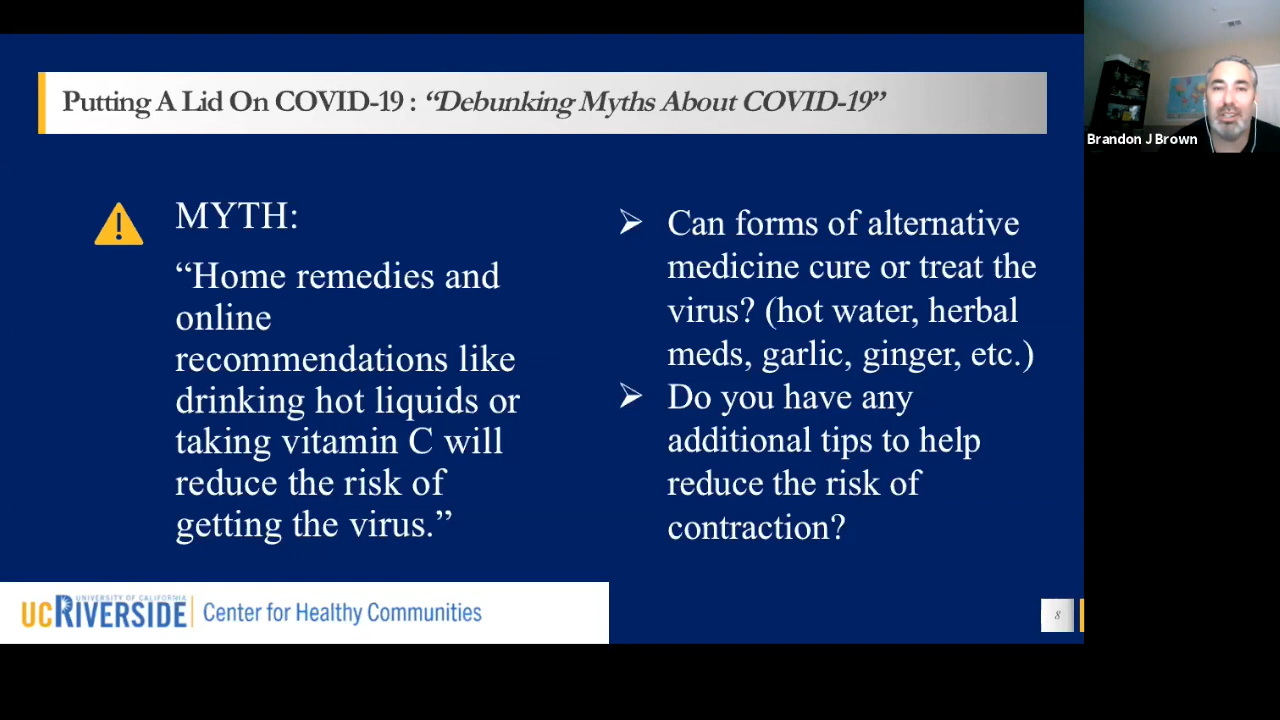 Putting A Lid On COVID-19 : “Debunking Myths About COVID-19”
Brandon J Brown
MYTH:
“Home remedies and
online
recommendations like
drinking hot liquids or
taking vitamin C will
reduce the risk of
getting the virus.”
➢ Can forms of alternative
medicine cure or treat the
virus? (hot water, herbal
meds, garlic, ginger, etc.)
➢ Do you have any
additional tips to help
reduce the risk of
contraction?
UNIVERSITY OF CALIFORNIA
UCRIVERSIDE
Center for Healthy Communities
8